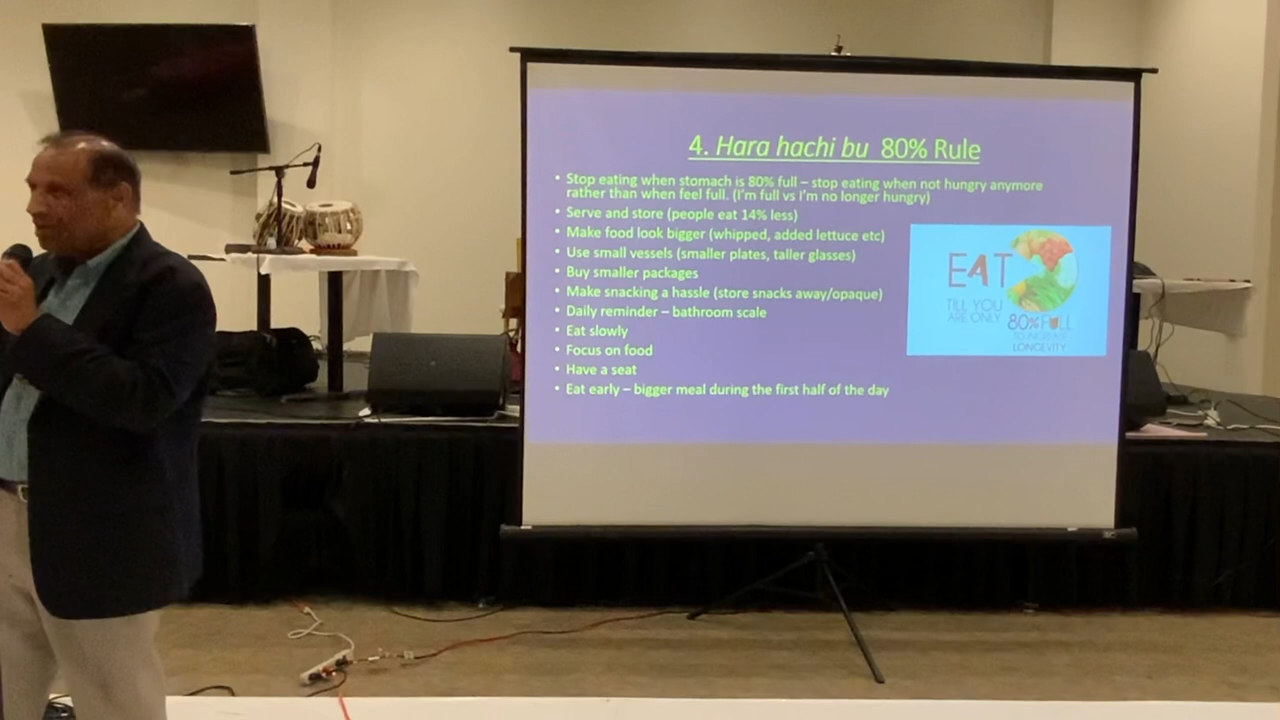 4. Hara hachi bu 80% Rule
• Stop eating when stomach is 80% full – stop eating when not hungry anymore
rather than when feel full. (I'm full vs I'm no longer hungry)
• Serve and store (people eat 14% less)
• Make food look bigger (whipped, added lettuce etc)
• Use small vessels (smaller plates, taller glasses)
• Buy smaller packages
• Make snacking a hassle (store snacks away/opaque)
• Daily reminder – bathroom scale
• Eat slowly
• Focus on food
• Have a seat
• Eat early – bigger meal during the first half of the day
EAT
TILL YOU
ARE ONLY
80% FULL
TO INCREASE
LONGEVITY